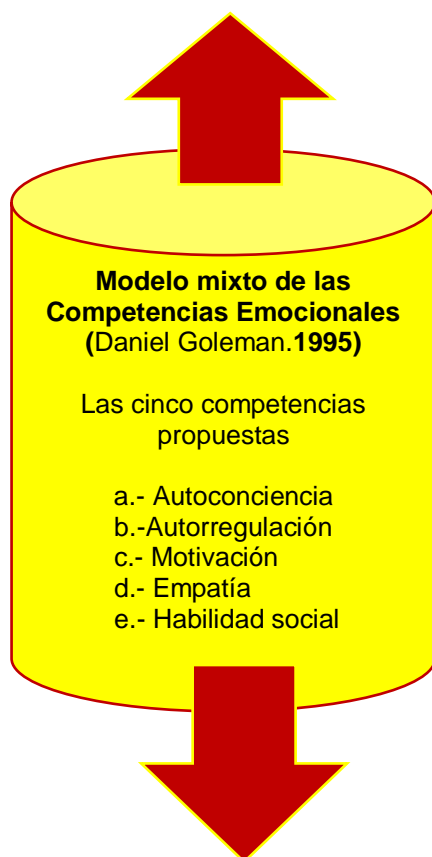 Modelo mixto de las
Competencias Emocionales
(Daniel Goleman.1995)
Las cinco competencias
propuestas
a.- Autoconciencia
b.-Autorregulación
c.- Motivación
d.- Empatía
e.- Habilidad social